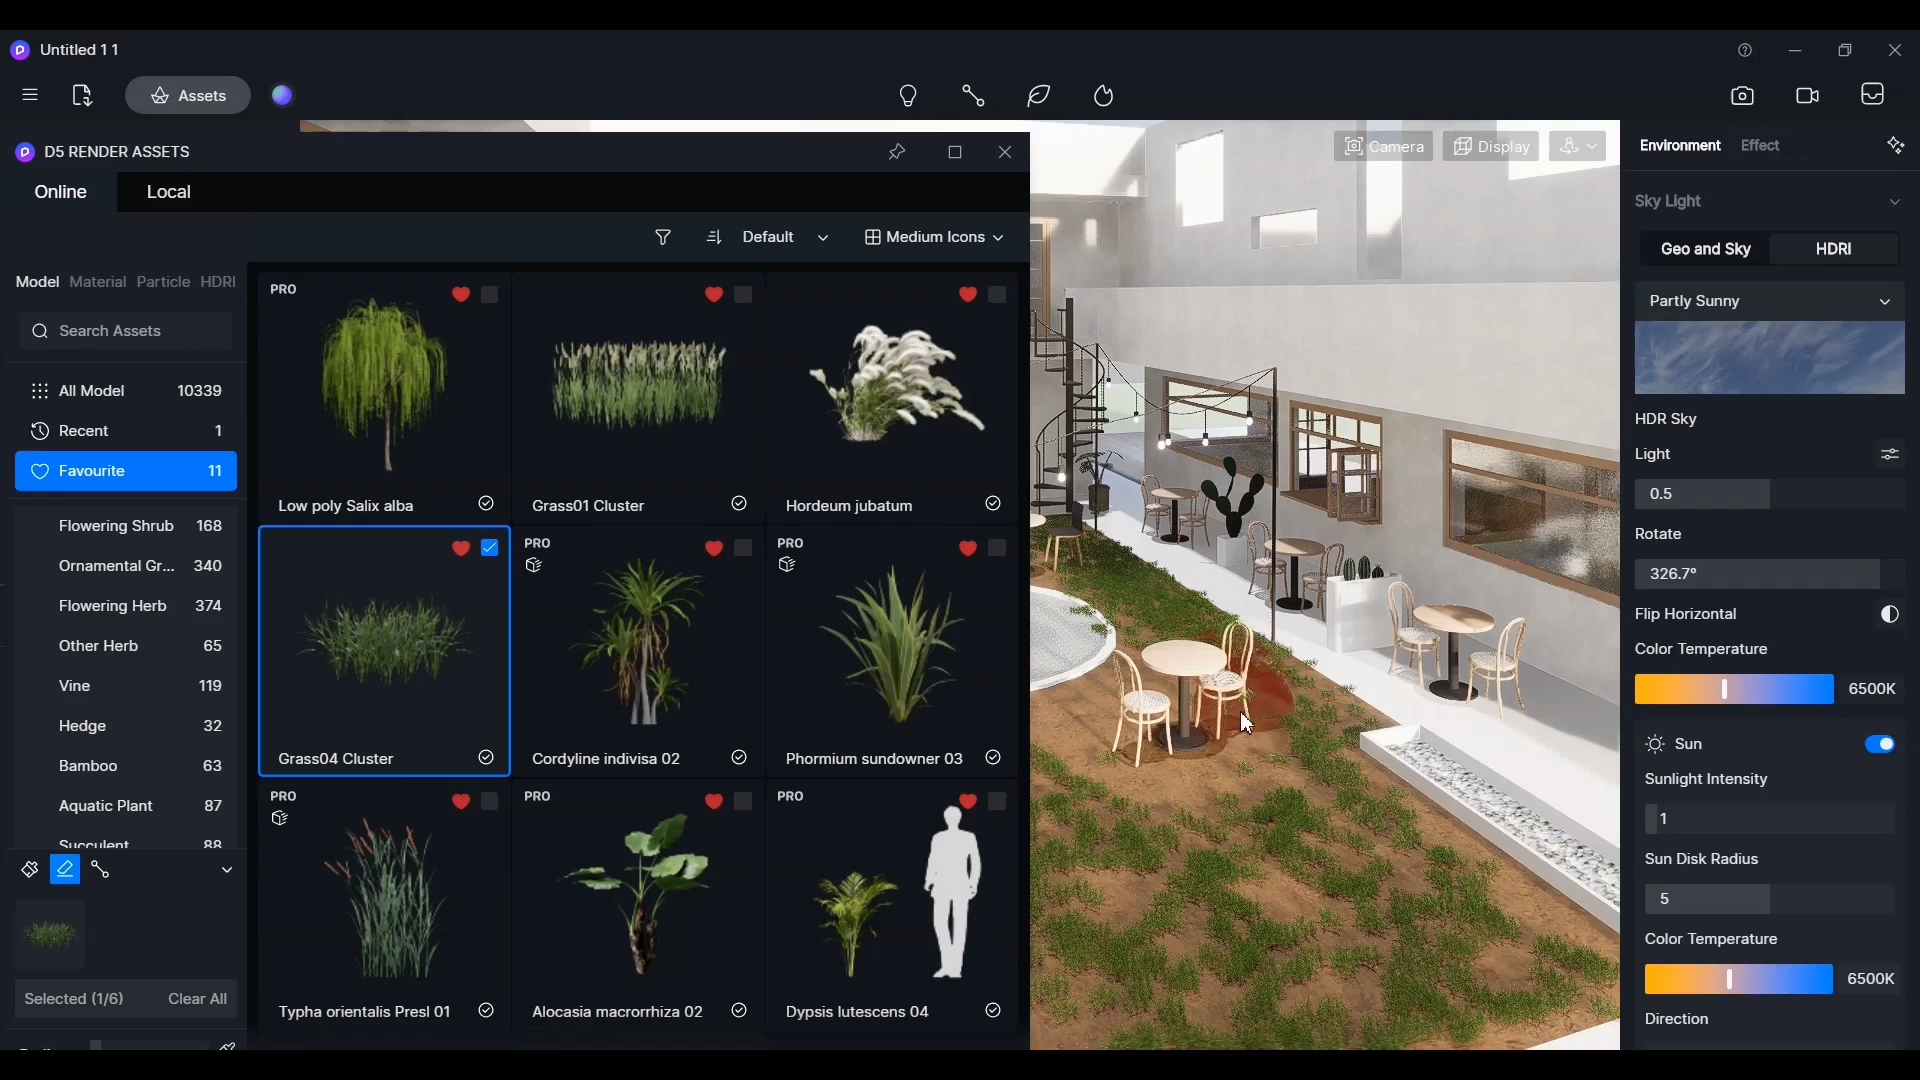 Untitled 1 1
Assets
D5 RENDER ASSETS
Online
Local
Default
Medium Icons
Model Material Particle HDRI
Search Assets
All Model 10339
Recent 1
Favourite 11
Flowering Shrub 168
Ornamental Gr... 340
Flowering Herb 374
Other Herb 65
Vine 119
Hedge 32
Bamboo 63
Aquatic Plant 87
Succulent 88
Selected (1/6) Clear All
PRO
Low poly Salix alba
Grass01 Cluster
Hordeum jubatum
Grass04 Cluster
PRO
Cordyline indivisa 02
PRO
Phormium sundowner 03
PRO
Typha orientalis Presl 01
PRO
Alocasia macrorrhiza 02
PRO
Dypsis lutescens 04
Camera
Display
Environment Effect
Sky Light
Geo and Sky HDRI
Partly Sunny
HDR Sky
Light
0.5
Rotate
326.7°
Flip Horizontal
Color Temperature
6500K
Sun
Sunlight Intensity
1
Sun Disk Radius
5
Color Temperature
6500K
Direction